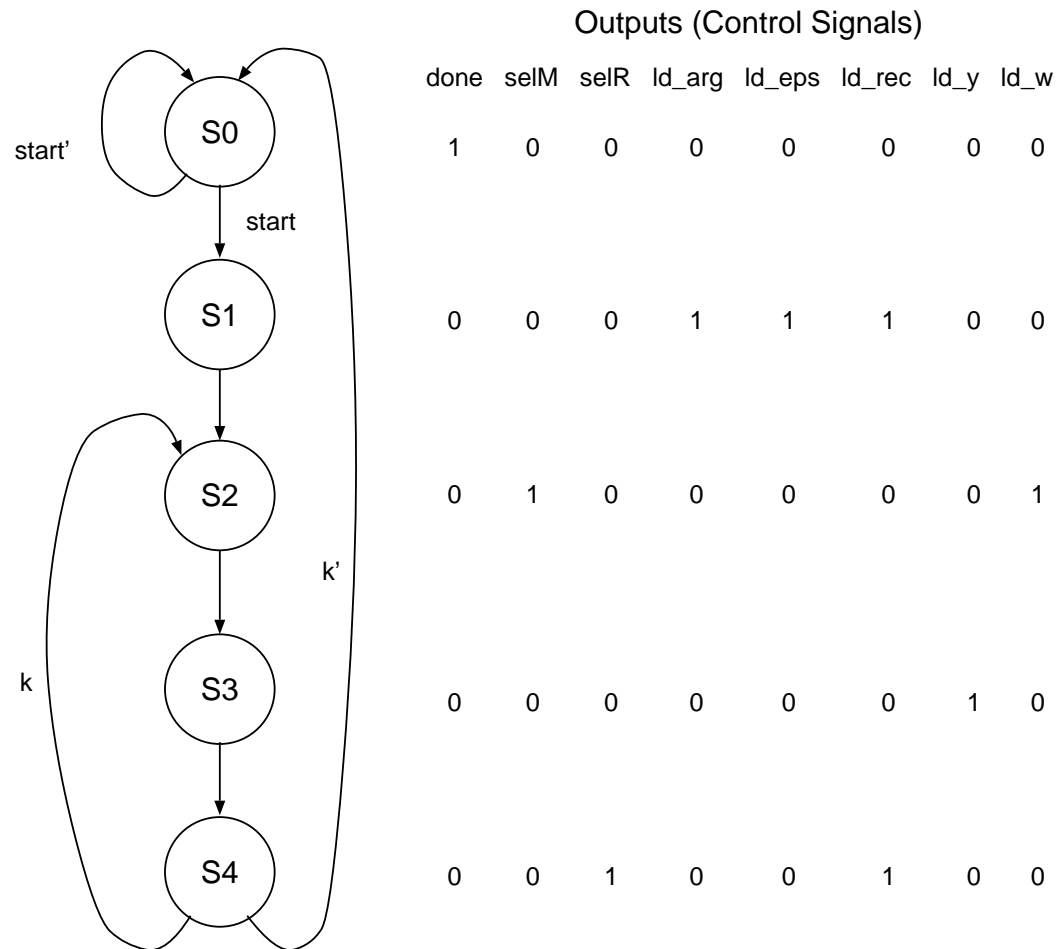 Outputs (Control Signals)
done selM selR ld_arg ld_eps ld_rec ld_y ld_w
S0 1 0 0 0 0 0 0 0
start’
start
S1 0 0 0 1 1 1 0 0
S2 0 1 0 0 0 0 0 1
k’
k
S3 0 0 0 0 0 0 1 0
S4 0 0 1 0 0 1 0 0